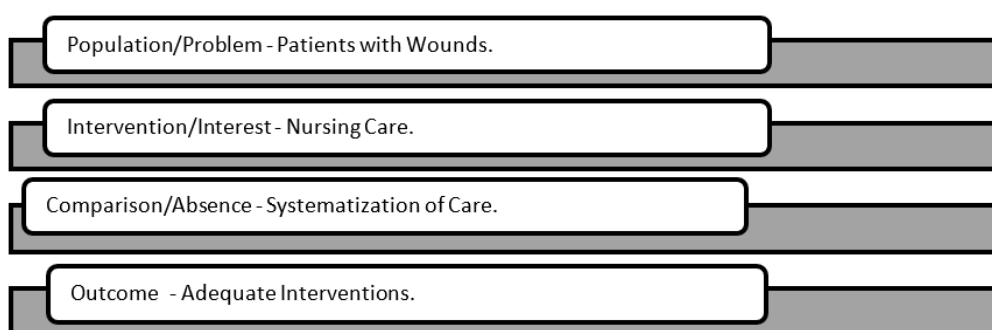 Population/Problem - Patients with Wounds.
Intervention/Interest - Nursing Care.
Comparison/Absence - Systematization of Care.
Outcome - Adequate Interventions.